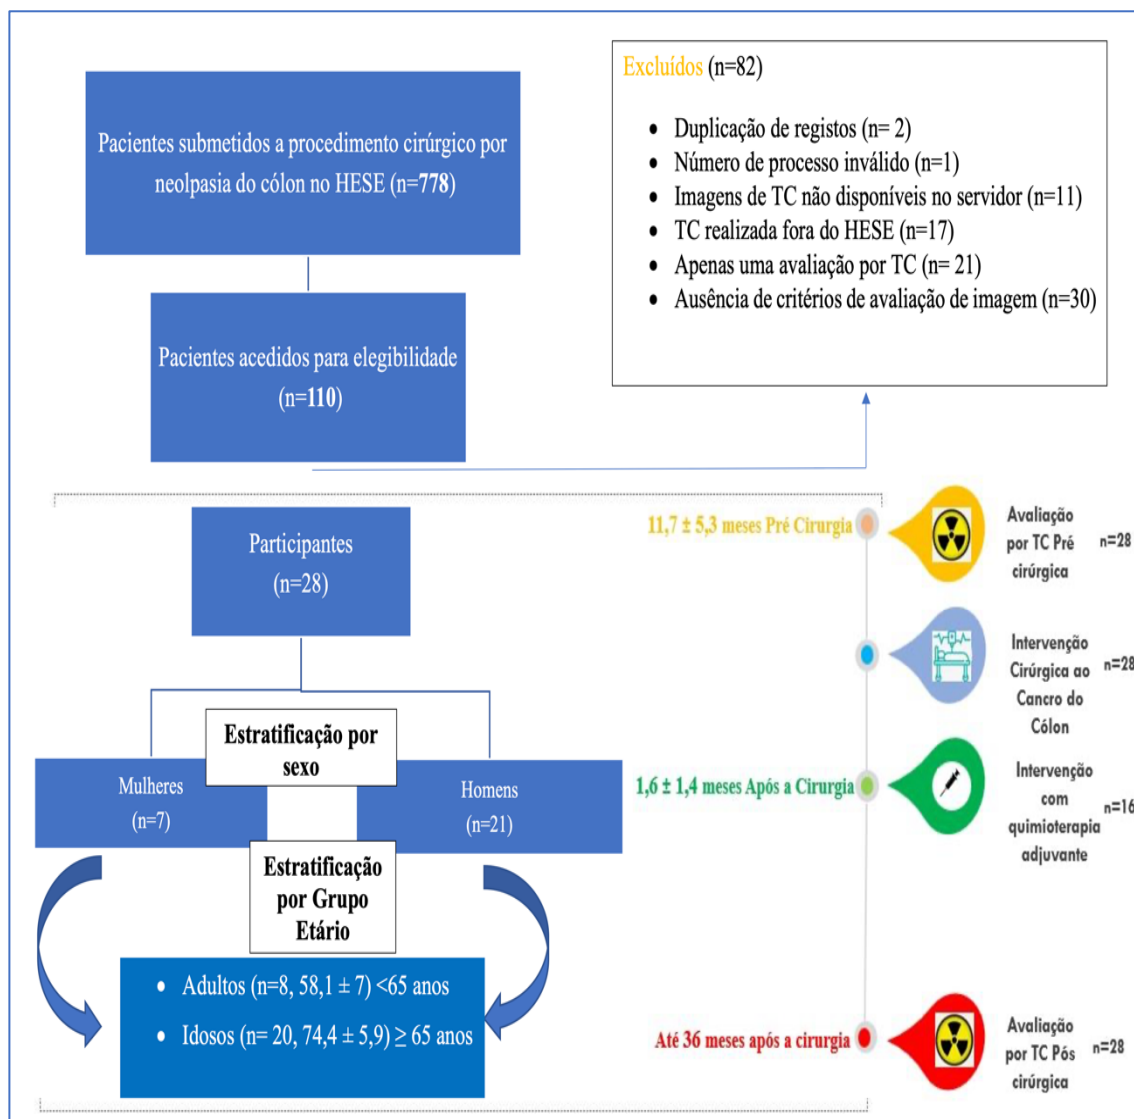 Pacientes submetidos a procedimento cirúrgico por
neolpasia do cólon no HESE (n=778)
Excluídos (n=82)
• Duplicação de registos (n= 2)
• Número de processo inválido (n=1)
• Imagens de TC não disponíveis no servidor (n=11)
• TC realizada fora do HESE (n=17)
• Apenas uma avaliação por TC (n= 21)
• Ausência de critérios de avaliação de imagem (n=30)
Pacientes acedidos para elegibilidade
(n=110)
Participantes
(n=28)
Estratificação por
sexo
Mulheres
(n=7)
Homens
(n=21)
Estratificação
por Grupo
Etário
• Adultos (n=8, 58,1 ± 7) <65 anos
• Idosos (n= 20, 74,4 ± 5,9) ≥ 65 anos
11,7 ± 5,3 meses Pré Cirurgia
Avaliação
por TC Pré
cirúrgica
n=28
Intervenção
Cirúrgica ao
Cancro do
Cólon
n=28
1,6 ± 1,4 meses Após a Cirurgia
Intervenção
com
quimioterapia
adjuvante
n=16
Até 36 meses após a cirurgia
Avaliação
por TC Pós
cirúrgica
n=28